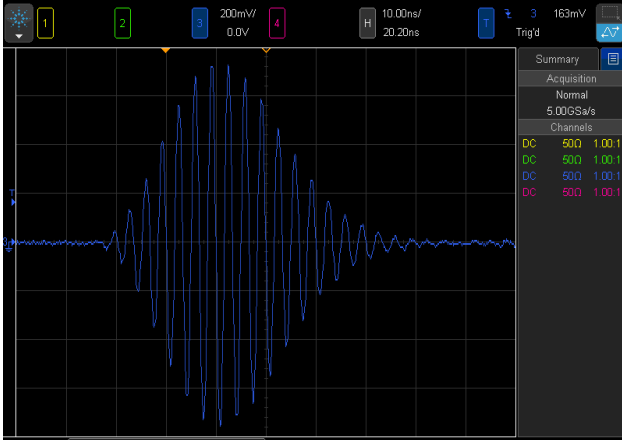 1
2
3
200mV/
0.0V
4
H
10.00ns/
20.20ns
T
3
163mV
Trig'd
Summary
Acquisition
Normal
5.00GSa/s
Channels
DC 50Ω 1.00:1
DC 50Ω 1.00:1
DC 50Ω 1.00:1
DC 50Ω 1.00:1
T
3